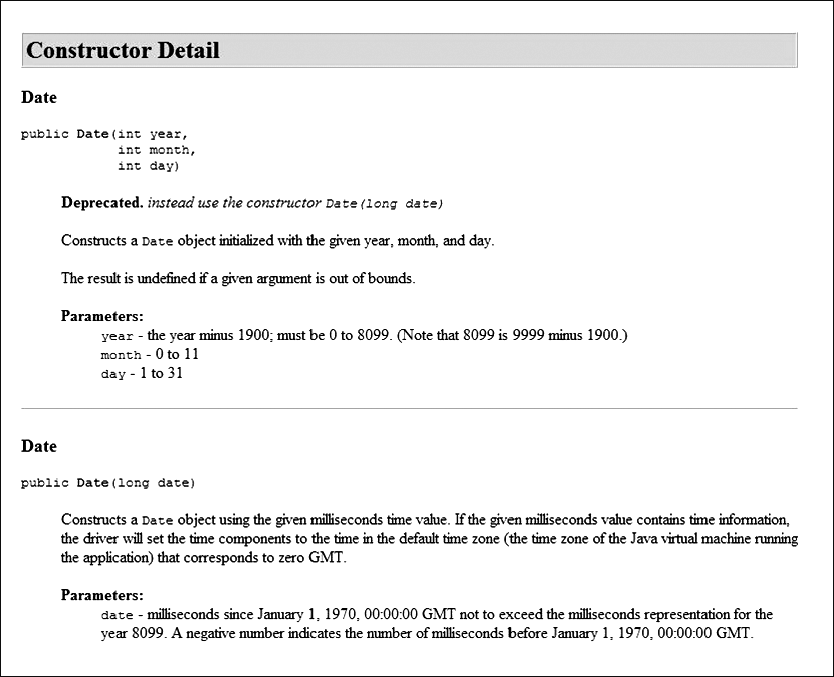 Constructor Detail
Date
public Date(int year,
int month,
int day)
Deprecated. instead use the constructor Date(long date)
Constructs a Date object initialized with the given year, month, and day.
The result is undefined if a given argument is out of bounds.
Parameters:
year - the year minus 1900; must be 0 to 8099. (Note that 8099 is 9999 minus 1900.)
month - 0 to 11
day - 1 to 31
Date
public Date(long date)
Constructs a Date object using the given milliseconds time value. If the given milliseconds value contains time information,
the driver will set the time components to the time in the default time zone (the time zone of the Java virtual machine running
the application) that corresponds to zero GMT.
Parameters:
date - milliseconds since January 1, 1970, 00:00:00 GMT not to exceed the milliseconds representation for the
year 8099. A negative number indicates the number of milliseconds before January 1, 1970, 00:00:00 GMT.